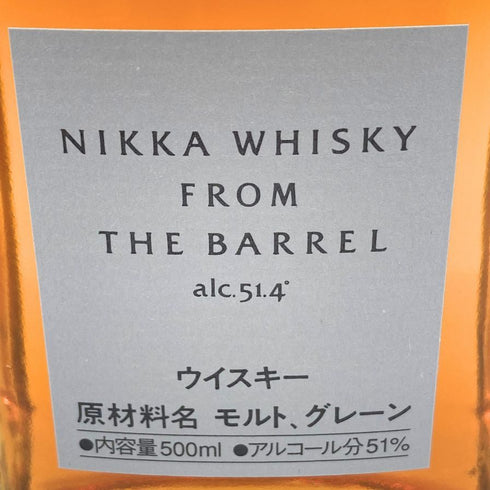 NIKKA WHISKY
FROM
THE BARREL
alc.51.4°
ウイスキー
原材料名 モルト、グレーン
●内容量500ml ●アルコール分51%